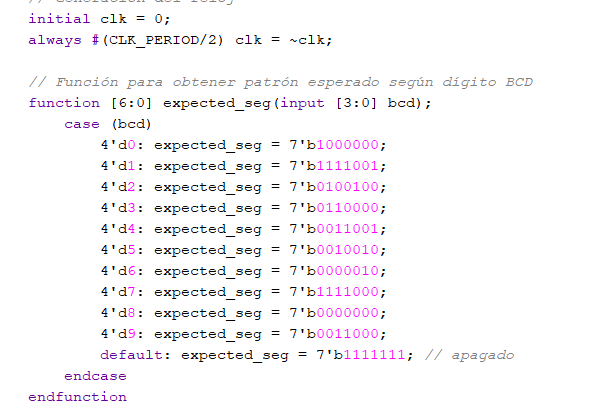 // Generación del reloj
initial clk = 0;
always #(CLK_PERIOD/2) clk = ~clk;
// Función para obtener patrón esperado según dígito BCD
function [6:0] expected_seg(input [3:0] bcd);
case (bcd)
4'd0: expected_seg = 7'b1000000;
4'd1: expected_seg = 7'b1111001;
4'd2: expected_seg = 7'b0100100;
4'd3: expected_seg = 7'b0110000;
4'd4: expected_seg = 7'b0011001;
4'd5: expected_seg = 7'b0010010;
4'd6: expected_seg = 7'b0000010;
4'd7: expected_seg = 7'b1111000;
4'd8: expected_seg = 7'b0000000;
4'd9: expected_seg = 7'b0011000;
default: expected_seg = 7'b1111111; // apagado
endcase
endfunction